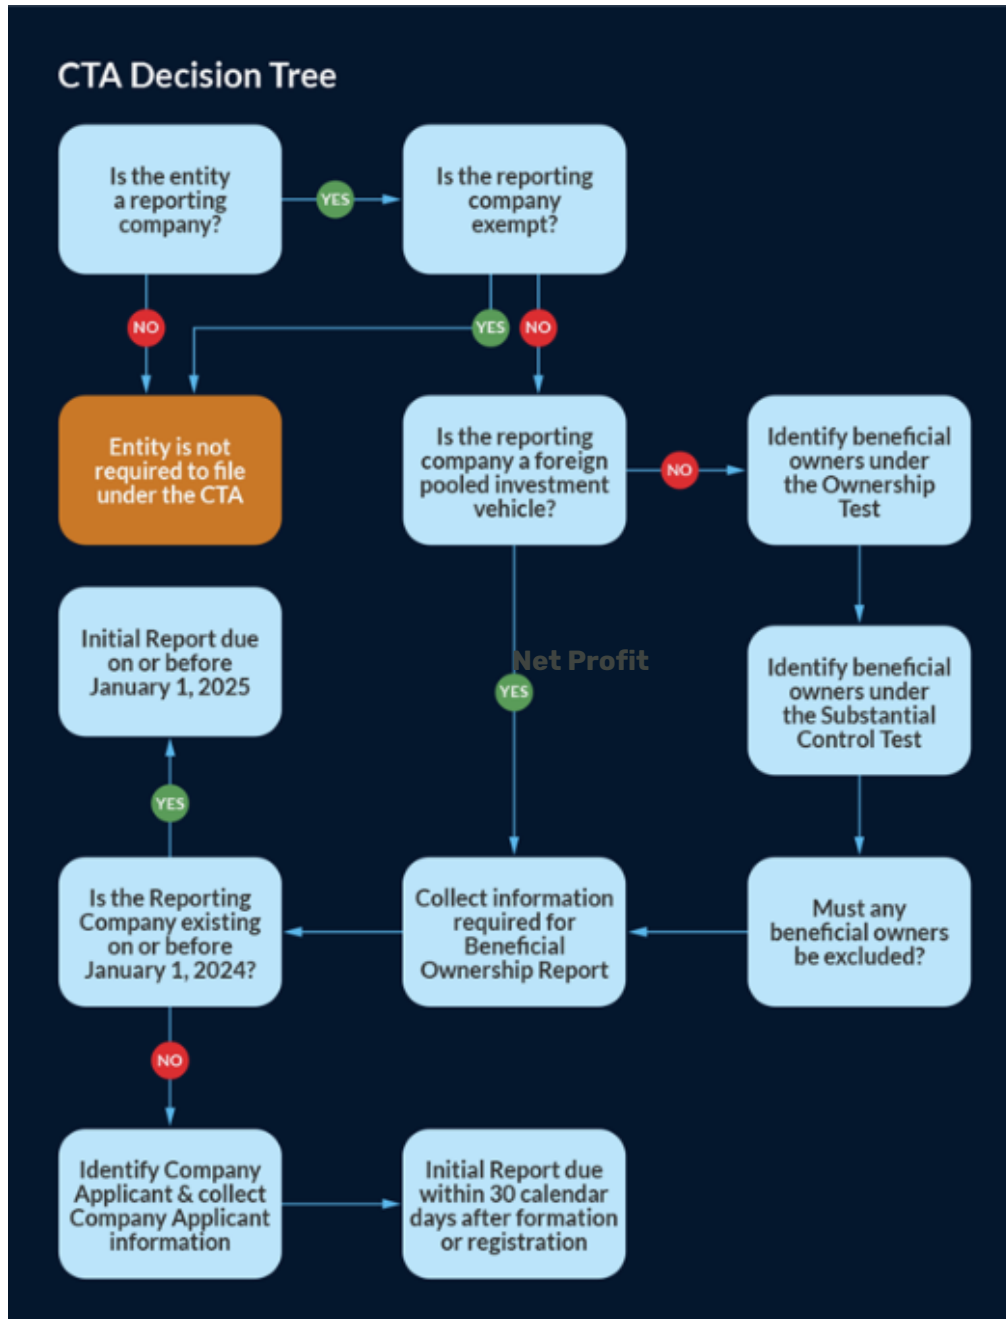 CTA Decision Tree
Is the entity
a reporting
company?
YES
Is the reporting
company
exempt?
NO
YES
NO
Entity is not
required to file
under the CTA
Is the reporting
company a foreign
pooled investment
vehicle?
NO
Identify beneficial
owners under
the Ownership
Test
Initial Report due
on or before
January 1, 2025
Net Profit
YES
Identify beneficial
owners under
the Substantial
Control Test
YES
Is the Reporting
Company existing
on or before
January 1, 2024?
Collect information
required for
Beneficial
Ownership Report
Must any
beneficial owners
be excluded?
NO
Identify Company
Applicant & collect
Company Applicant
information
Initial Report due
within 30 calendar
days after formation
or registration